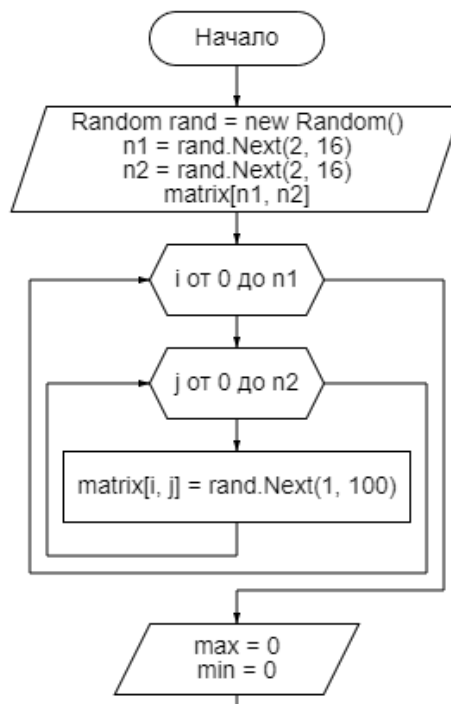 Начало
Random rand = new Random()
n1 = rand.Next(2, 16)
n2 = rand.Next(2, 16)
matrix[n1, n2]
i от 0 до n1
j от 0 до n2
matrix[i, j] = rand.Next(1, 100)
max = 0
min = 0